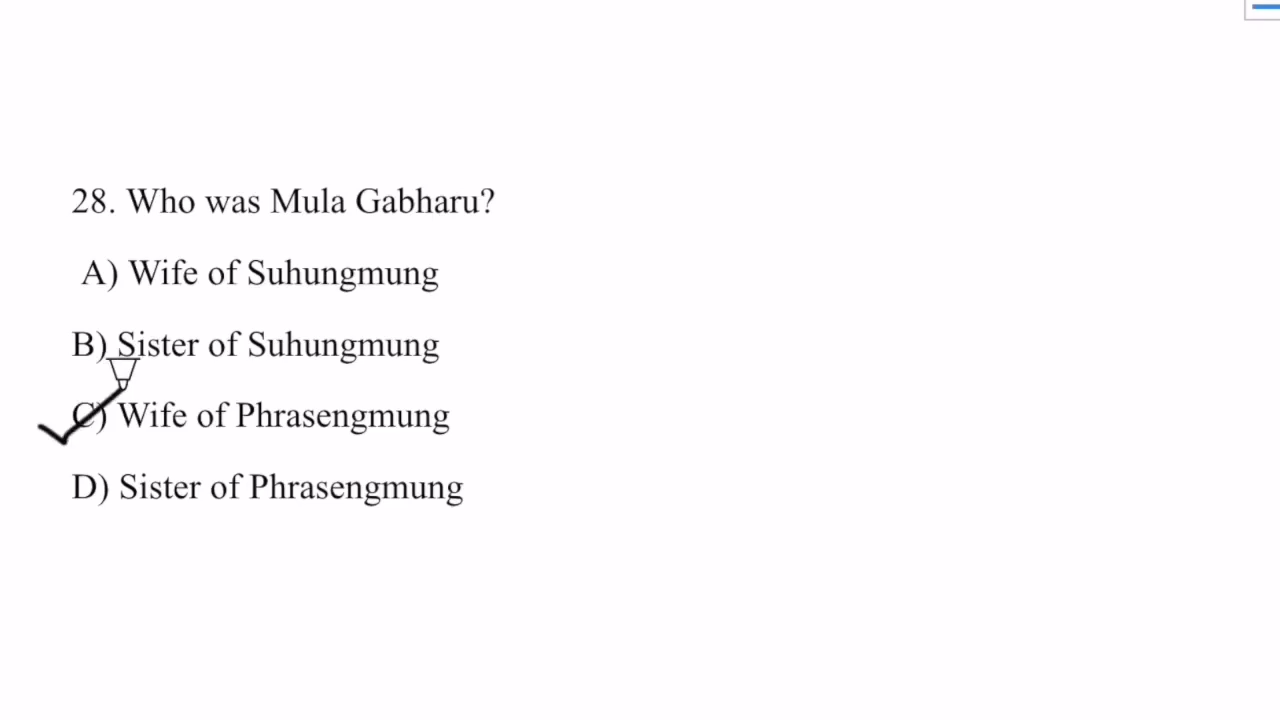 28. Who was Mula Gabharu?
A) Wife of Suhungmung
B) Sister of Suhungmung
C) Wife of Phrasengmung
D) Sister of Phrasengmung